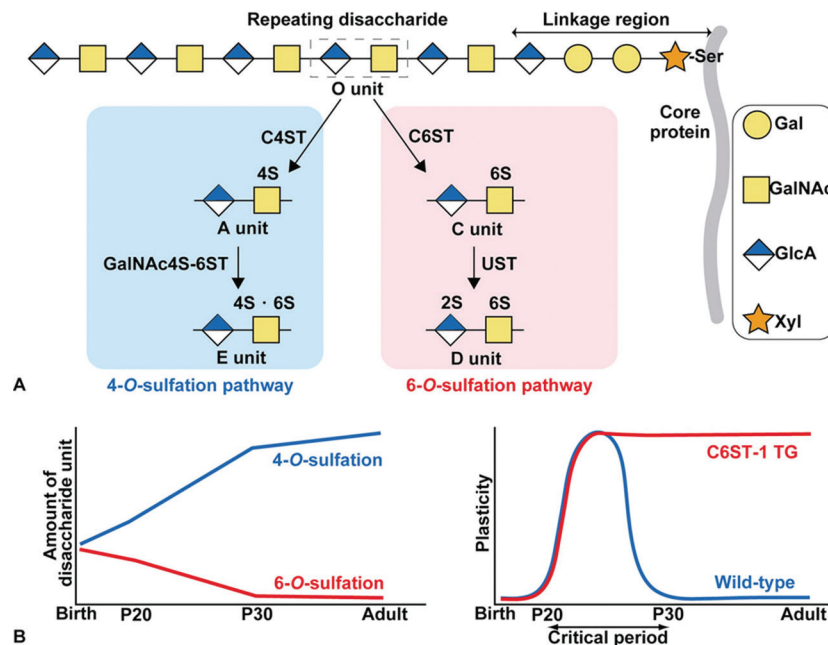 Repeating disaccharide
Linkage region
-Ser
O unit
Core
protein
C4ST
C6ST
4S
6S
A unit
C unit
GalNAc4S-6ST
UST
4S · 6S
2S 6S
E unit
D unit
A
4-O-sulfation pathway
6-O-sulfation pathway
Gal
GalNAc
GlcA
Xyl
Amount of
disaccharide unit
4-O-sulfation
6-O-sulfation
Birth P20 P30 Adult
Plasticity
C6ST-1 TG
Wild-type
Birth P20 P30 Adult
Critical period
B